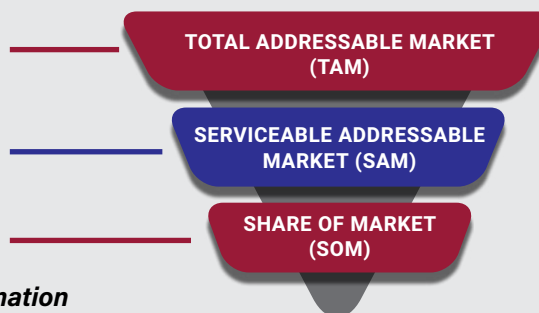 TOTAL ADDRESSABLE MARKET
(TAM)
SERVICEABLE ADDRESSABLE
MARKET (SAM)
SHARE OF MARKET
(SOM)